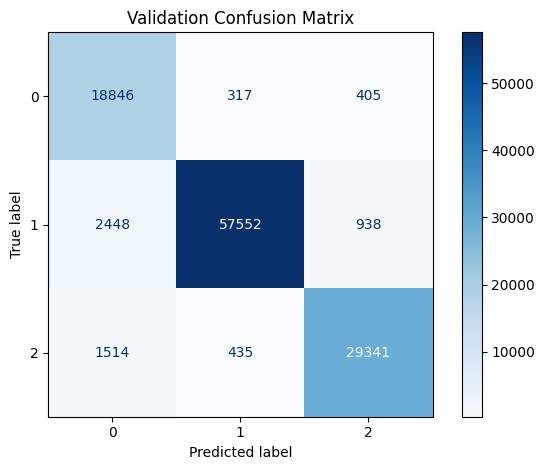 Validation Confusion Matrix
0
18846 317 405
1
2448 57552 938
2
1514 435 29341
0 1 2
Predicted label
True label
50000
40000
30000
20000
10000